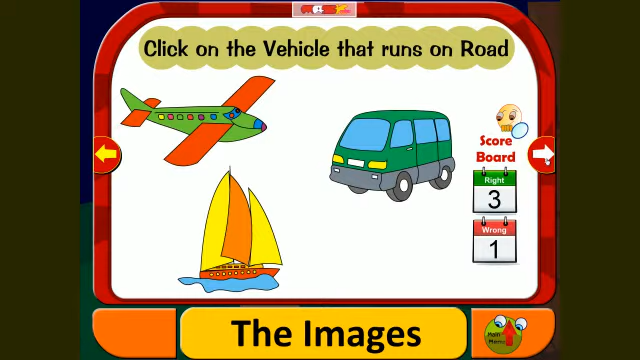 Click on the Vehicle that runs on Road
Score
Board
Right
3
Wrong
1
The Images
Main
Menu